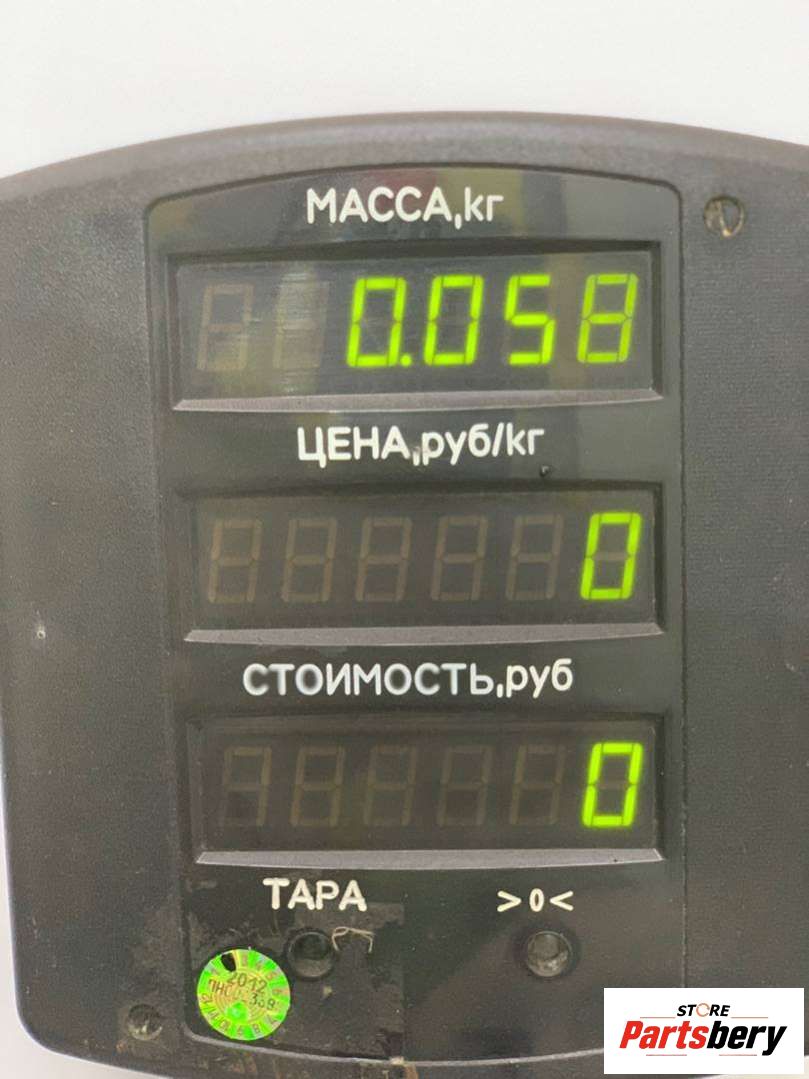 МАССА,кг
0.058
ЦЕНА,руб/кг
0
СТОИМОСТЬ,руб
0
ТАРА >0<
2012
STORE
Partsbery